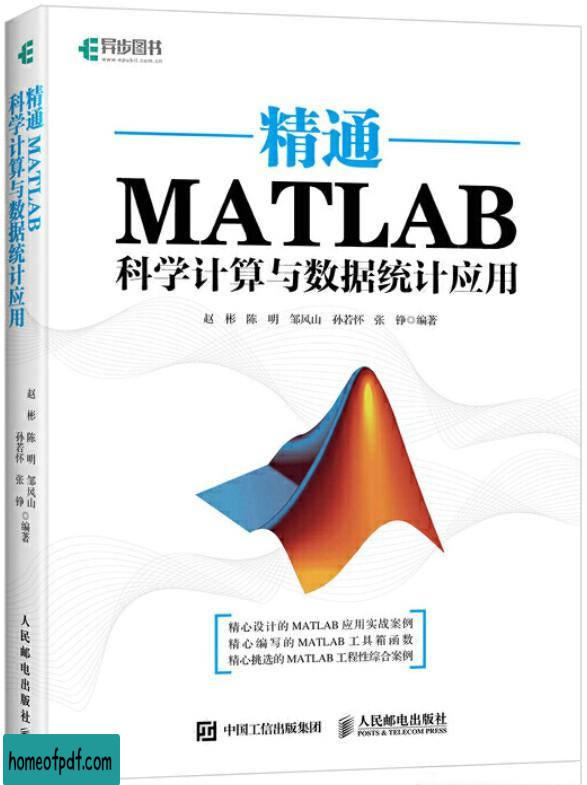 异步图书
www.epubit.com.cn
精通
MATLAB
科学计算与数据统计应用
赵 彬 陈 明 邹风山 孙若怀 张 铮◎编著
精心设计的MATLAB应用实战案例
精心编写的MATLAB工具箱函数
精心挑选的MATLAB工程性综合案例
中国工信出版集团
人民邮电出版社
POSTS & TELECOM PRESS
精通 MATLAB
科学计算与数据统计应用
赵 彬 陈 明 邹风山
孙若怀 张 铮◎编著
人民邮电出版社
homeofpdf.com